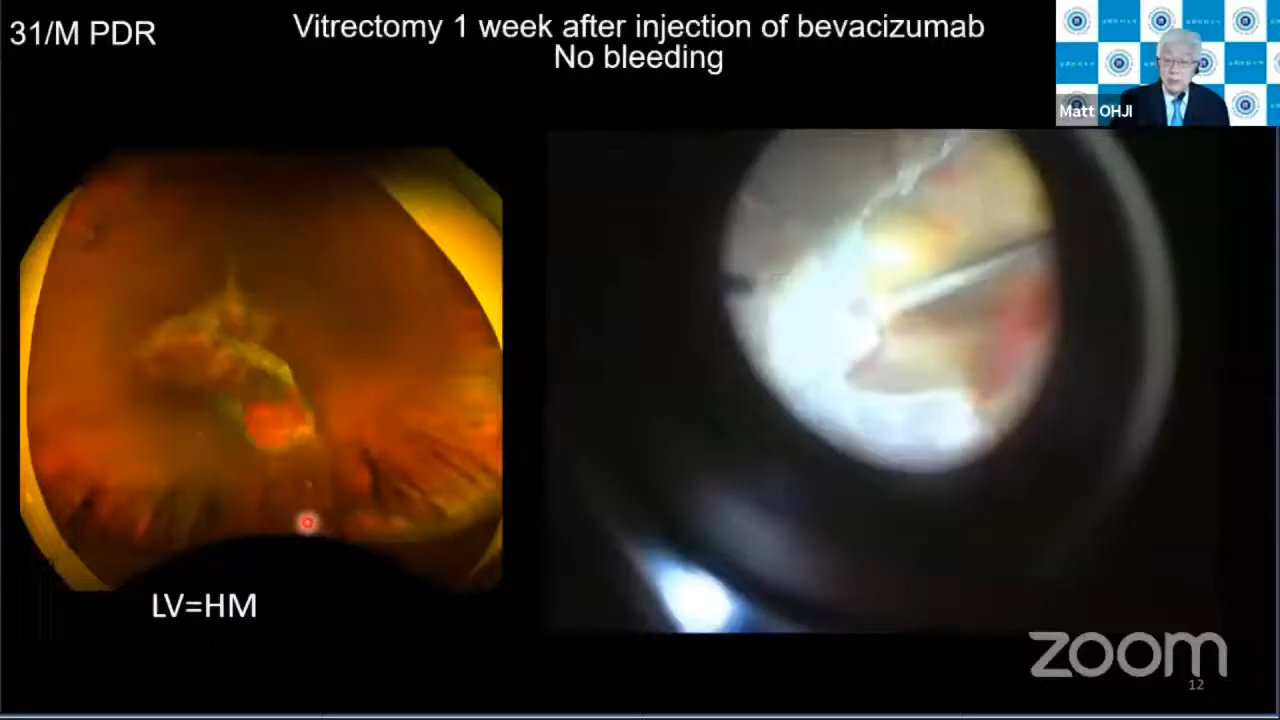 31/M PDR
Vitrectomy 1 week after injection of bevacizumab
No bleeding
Matt OHJI
LV=HM
zoom
12